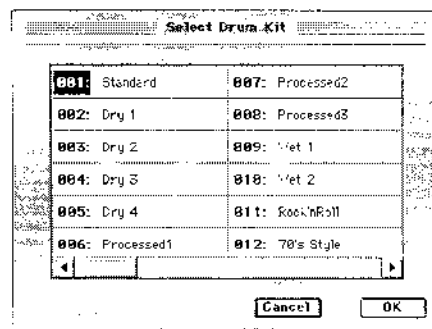 Select Drum Kit
001: Standard
002: Dry 1
003: Dry 2
004: Dry 3
005: Dry 4
006: Processed1
007: Processed2
008: Processed3
009: Wet 1
010: Wet 2
011: Rock'nRoll
012: 70's Style
Cancel
OK